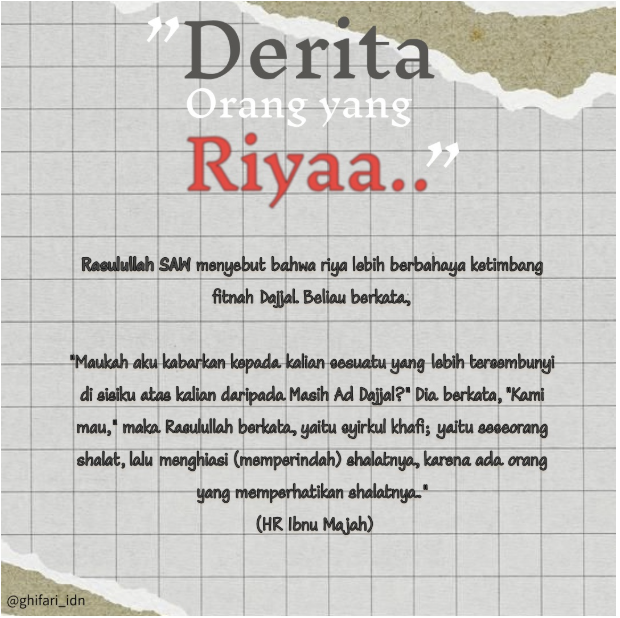 "Derita
Orang yang
Riyaa.."
Rasulullah SAW menyebut bahwa riya lebih berbahaya ketimbang
fitnah Dajjal. Beliau berkata,
"Maukah aku kabarkan kepada kalian sesuatu yang lebih tersembunyi
di sisiku atas kalian daripada Masih Ad Dajjal?" Dia berkata, "Kami
mau," maka Rasulullah berkata, yaitu syirkul khafi; yaitu seseorang
shalat, lalu menghiasi (memperindah) shalatnya, karena ada orang
yang memperhatikan shalatnya.."
(HR Ibnu Majah)
@ghifari_idn